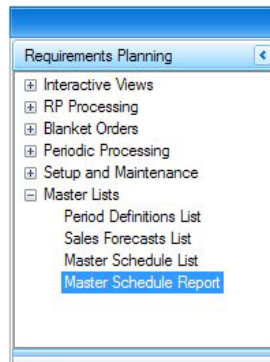 Requirements Planning
Interactive Views
RP Processing
Blanket Orders
Periodic Processing
Setup and Maintenance
Master Lists
Period Definitions List
Sales Forecasts List
Master Schedule List
Master Schedule Report